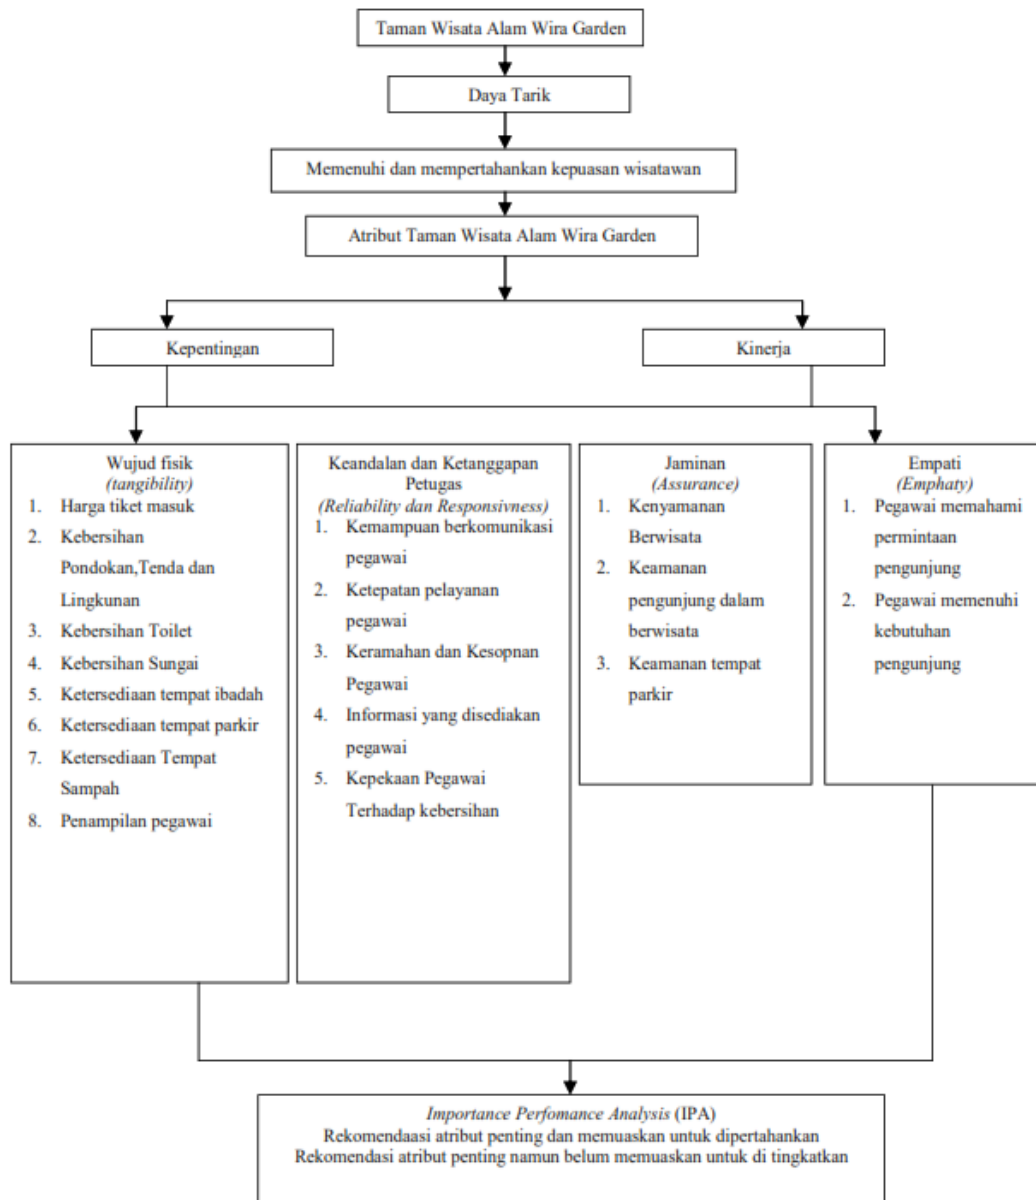 Taman Wisata Alam Wira Garden
Daya Tarik
Memenuhi dan mempertahankan kepuasan wisatawan
Atribut Taman Wisata Alam Wira Garden
Kepentingan
Kinerja
Wujud fisik
(tangibility)
1. Harga tiket masuk
2. Kebersihan
Pondokan,Tenda dan
Lingkunan
3. Kebersihan Toilet
4. Kebersihan Sungai
5. Ketersediaan tempat ibadah
6. Ketersediaan tempat parkir
7. Ketersediaan Tempat
Sampah
8. Penampilan pegawai
Keandalan dan Ketanggapan
Petugas
(Reliability dan Responsivness)
1. Kemampuan berkomunikasi
pegawai
2. Ketepatan pelayanan
pegawai
3. Keramahan dan Kesopnan
Pegawai
4. Informasi yang disediakan
pegawai
5. Kepekaan Pegawai
Terhadap kebersihan
Jaminan
(Assurance)
1. Kenyamanan
Berwisata
2. Keamanan
pengunjung dalam
berwisata
3. Keamanan tempat
parkir
Empati
(Emphaty)
1. Pegawai memahami
permintaan
pengunjung
2. Pegawai memenuhi
kebutuhan
pengunjung
Importance Perfomance Analysis (IPA)
Rekomendaasi atribut penting dan memuaskan untuk dipertahankan
Rekomendasi atribut penting namun belum memuaskan untuk di tingkatkan